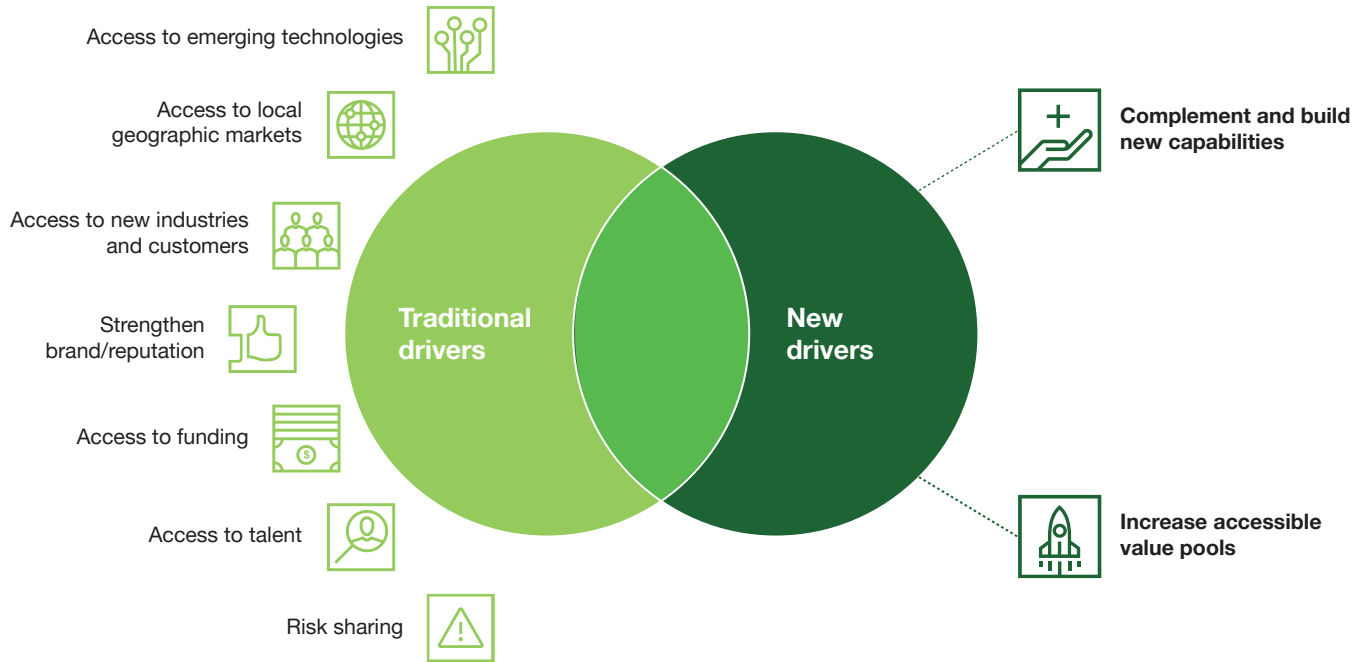 Access to emerging technologies
Access to local
geographic markets
Access to new industries
and customers
Strengthen
brand/reputation
Access to funding
$
Access to talent
Risk sharing
Traditional
drivers
New
drivers
Complement and build
new capabilities
Increase accessible
value pools